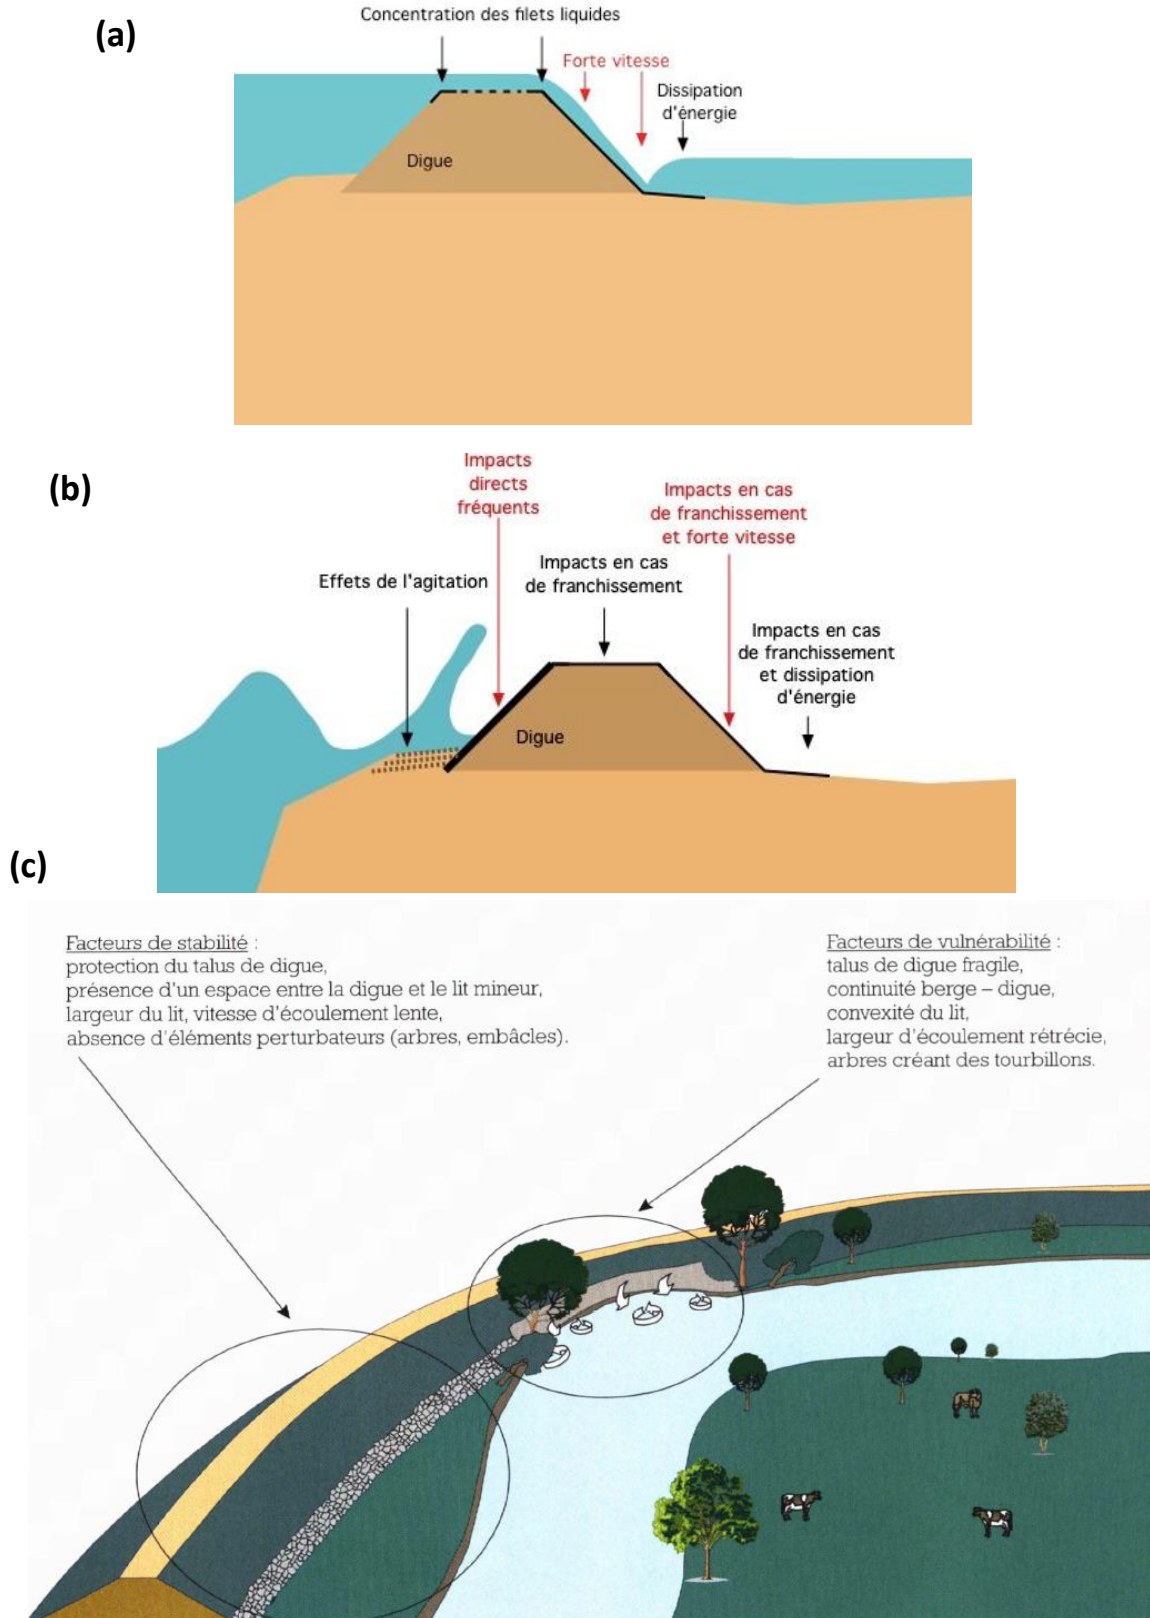 (a)
Concentration des filets liquides
Forte vitesse
Dissipation
d'énergie
Digue
(b)
Impacts
directs
fréquents
Impacts en cas
de franchissement
et forte vitesse
Effets de l'agitation
Impacts en cas
de franchissement
Impacts en cas
de franchissement
et dissipation
d'énergie
Digue
(c)
Facteurs de stabilité :
protection du talus de digue,
présence d'un espace entre la digue et le lit mineur,
largeur du lit, vitesse d'écoulement lente,
absence d'éléments perturbateurs (arbres, embâcles).
Facteurs de vulnérabilité :
talus de digue fragile,
continuité berge – digue,
convexité du lit,
largeur d'écoulement rétrécie,
arbres créant des tourbillons.